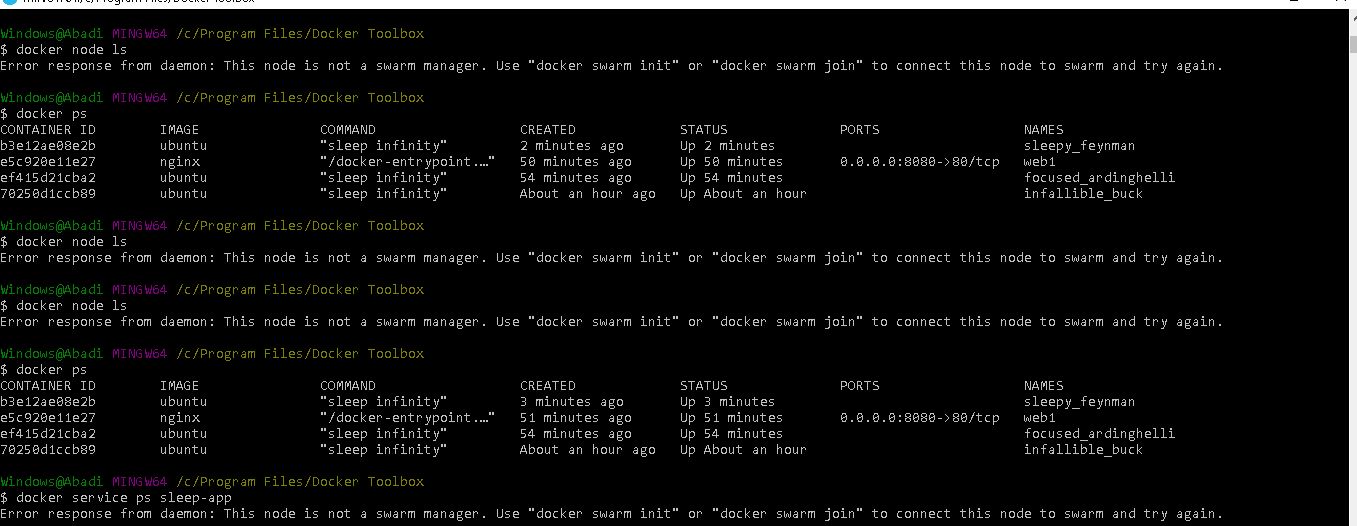 Windows@Abadi MINGW64 /c/Program Files/Docker Toolbox
$ docker node ls
Error response from daemon: This node is not a swarm manager. Use "docker swarm init" or "docker swarm join" to connect this node to swarm and try again.
Windows@Abadi MINGW64 /c/Program Files/Docker Toolbox
$ docker ps
CONTAINER ID IMAGE COMMAND CREATED STATUS PORTS NAMES
b3e12ae08e2b ubuntu "sleep infinity" 2 minutes ago Up 2 minutes sleepy_feynman
e5c920e11e27 nginx "/docker-entrypoint.…" 50 minutes ago Up 50 minutes 0.0.0.0:8080->80/tcp web1
ef415d21cba2 ubuntu "sleep infinity" 54 minutes ago Up 54 minutes focused_ardinghelli
70250d1ccb89 ubuntu "sleep infinity" About an hour ago Up About an hour infallible_buck
Windows@Abadi MINGW64 /c/Program Files/Docker Toolbox
$ docker node ls
Error response from daemon: This node is not a swarm manager. Use "docker swarm init" or "docker swarm join" to connect this node to swarm and try again.
Windows@Abadi MINGW64 /c/Program Files/Docker Toolbox
$ docker node ls
Error response from daemon: This node is not a swarm manager. Use "docker swarm init" or "docker swarm join" to connect this node to swarm and try again.
Windows@Abadi MINGW64 /c/Program Files/Docker Toolbox
$ docker ps
CONTAINER ID IMAGE COMMAND CREATED STATUS PORTS NAMES
b3e12ae08e2b ubuntu "sleep infinity" 3 minutes ago Up 3 minutes sleepy_feynman
e5c920e11e27 nginx "/docker-entrypoint.…" 51 minutes ago Up 51 minutes 0.0.0.0:8080->80/tcp web1
ef415d21cba2 ubuntu "sleep infinity" 54 minutes ago Up 54 minutes focused_ardinghelli
70250d1ccb89 ubuntu "sleep infinity" About an hour ago Up About an hour infallible_buck
Windows@Abadi MINGW64 /c/Program Files/Docker Toolbox
$ docker service ps sleep-app
Error response from daemon: This node is not a swarm manager. Use "docker swarm init" or "docker swarm join" to connect this node to swarm and try again.